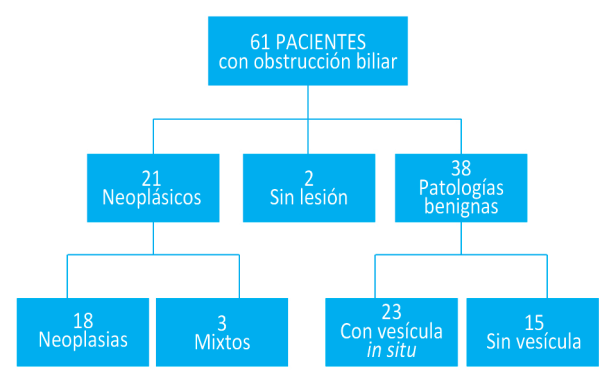 61 PACIENTES
con obstrucción biliar
21
Neoplásicos
2
Sin lesión
38
Patologías
benignas
18
Neoplasias
3
Mixtos
23
Con vesícula
in situ
15
Sin vesícula